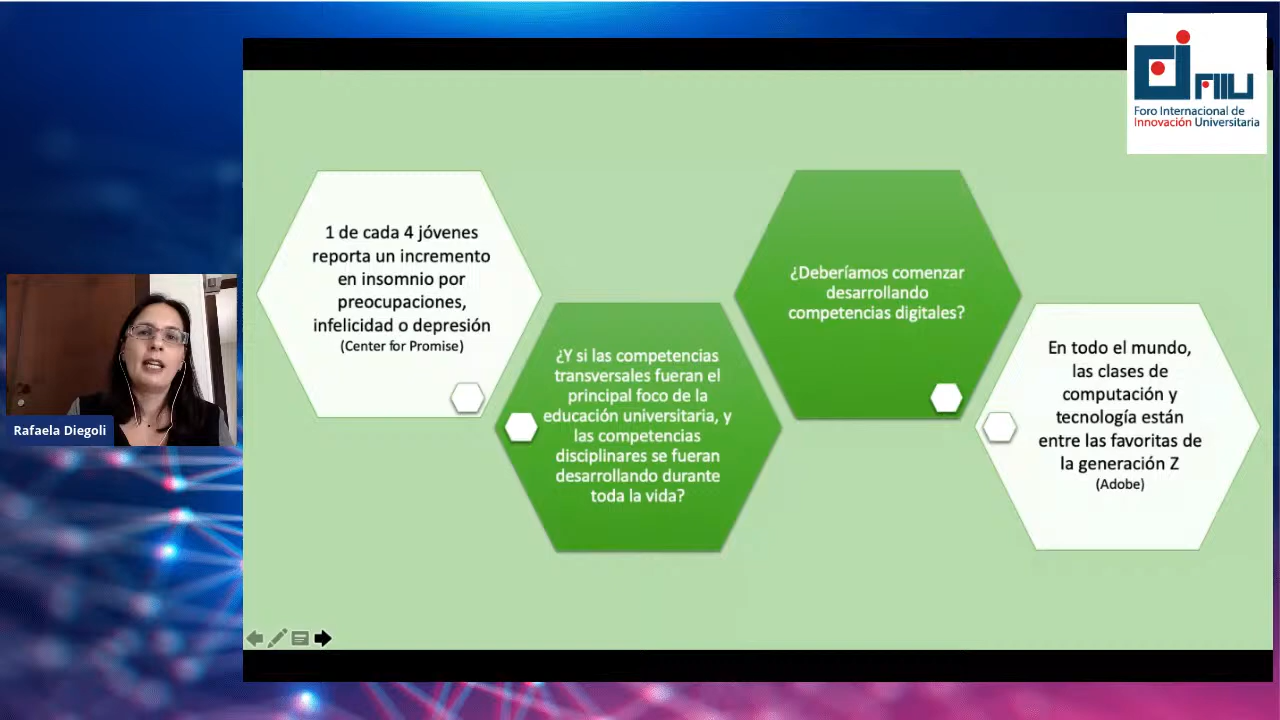 FIIU
Foro Internacional de
Innovación Universitaria
1 de cada 4 jóvenes
reporta un incremento
en insomnio por
preocupaciones,
infelicidad o depresión
(Center for Promise)
¿Y si las competencias
transversales fueran el
principal foco de la
educación universitaria, y
las competencias
disciplinares se fueran
desarrollando durante
toda la vida?
¿Deberíamos comenzar
desarrollando
competencias digitales?
En todo el mundo,
las clases de
computación y
tecnología están
entre las favoritas de
la generación Z
(Adobe)
Rafaela Diegoli